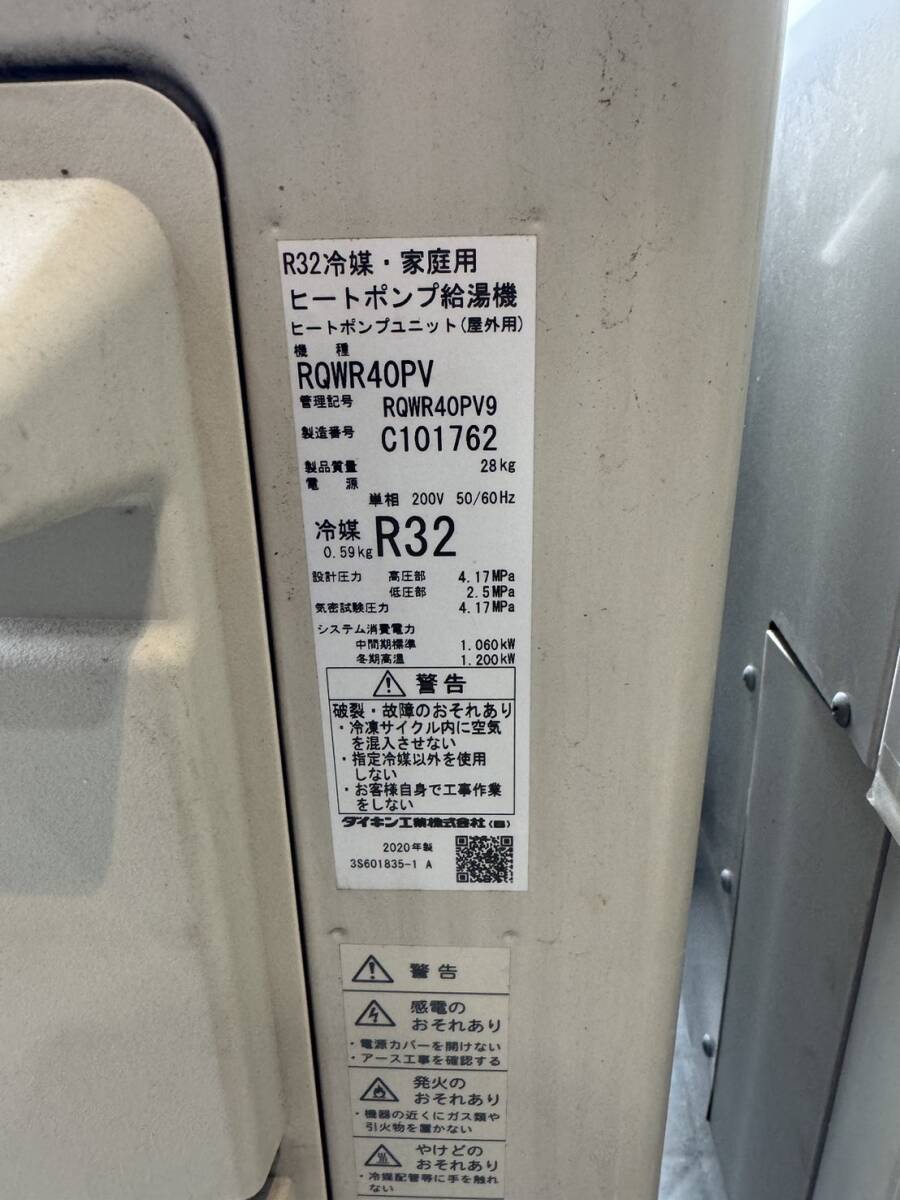 R32冷媒・家庭用
ヒートポンプ給湯機
ヒートポンプユニット(屋外用)
機 種
RQWR40PV
管理記号 RQWR40PV9
製造番号 C101762
製品質量 28kg
電 源
単相 200V 50/60Hz
冷媒 R32
0.59kg
設計圧力 高圧部 4.17MPa
低圧部 2.5MPa
気密試験圧力 4.17MPa
システム消費電力
中間期標準 1.060kW
冬期高温 1.200kW
警告
破裂・故障のおそれあり
・冷凍サイクル内に空気
を混入させない
・指定冷媒以外を使用
しない
・お客様自身で工事作業
をしない
ダイキン工業株式会社
2020年製
3S601835-1 A
警告
感電の
おそれあり
・電源カバーを開けない
・アース工事を確認する
発火の
おそれあり
・機器の近くにガス類や
引火物を置かない
やけどの
おそれあり
・冷媒配管等に手を触れ
ない